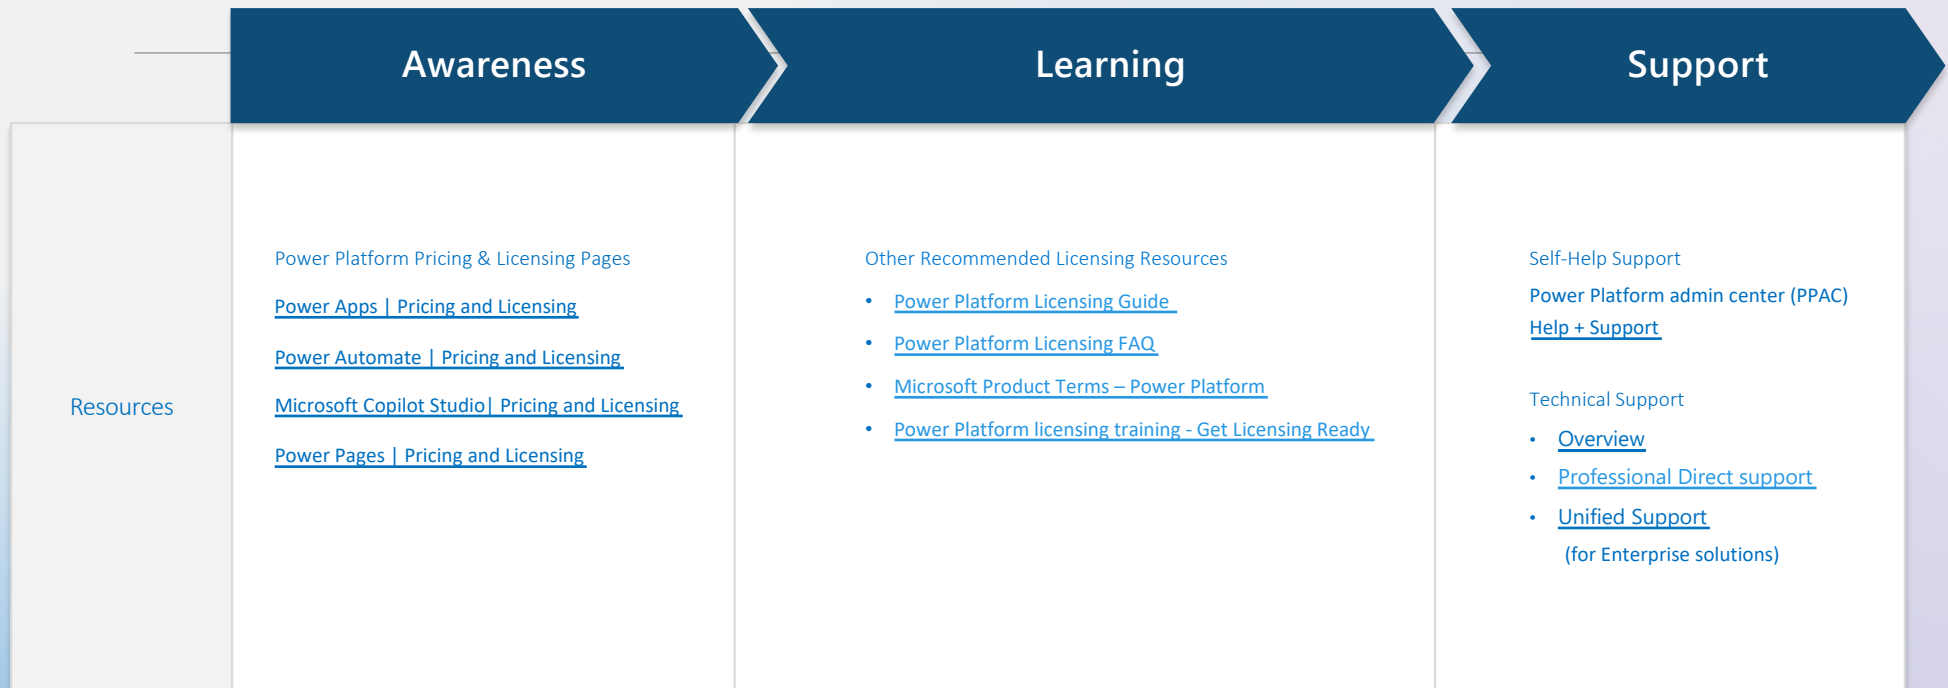 Awareness
Learning
Support
Resources
Power Platform Pricing & Licensing Pages
Power Apps | Pricing and Licensing
Power Automate | Pricing and Licensing
Microsoft Copilot Studio| Pricing and Licensing
Power Pages | Pricing and Licensing
Other Recommended Licensing Resources
• Power Platform Licensing Guide
• Power Platform Licensing FAQ
• Microsoft Product Terms – Power Platform
• Power Platform licensing training - Get Licensing Ready
Self-Help Support
Power Platform admin center (PPAC)
Help + Support
Technical Support
• Overview
• Professional Direct support
• Unified Support
(for Enterprise solutions)